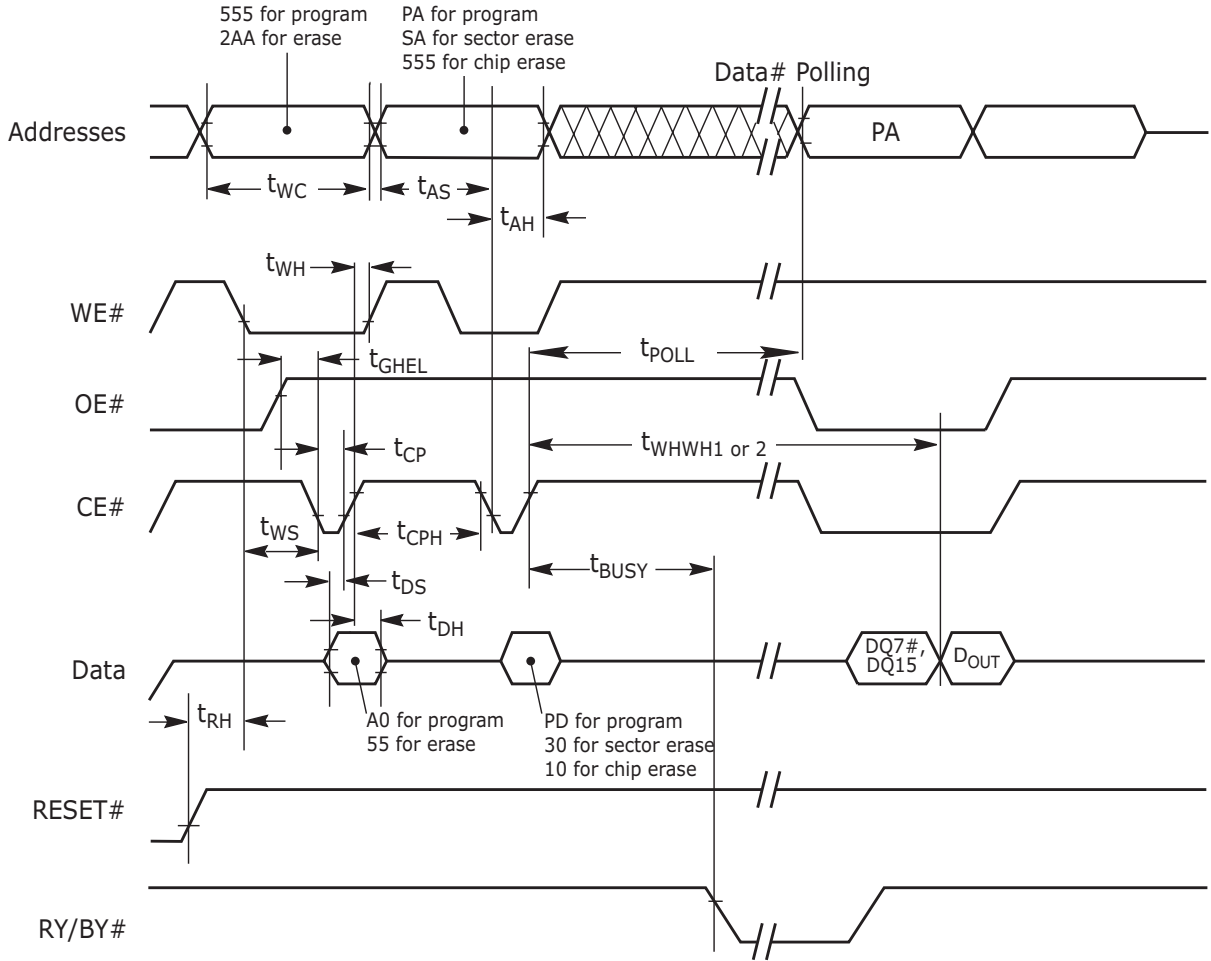 555 for program
2AA for erase
PA for program
SA for sector erase
555 for chip erase
Data# Polling
Addresses
PA
tWC
tAS
tAH
tWH
WE#
tGHEL
tPOLL
OE#
tCP
tWHWH1 or 2
CE#
tWS
tCPH
tBUSY
tDS
tDH
Data
DQ7#,
DQ15
DOUT
tRH
A0 for program
55 for erase
PD for program
30 for sector erase
10 for chip erase
RESET#
RY/BY#